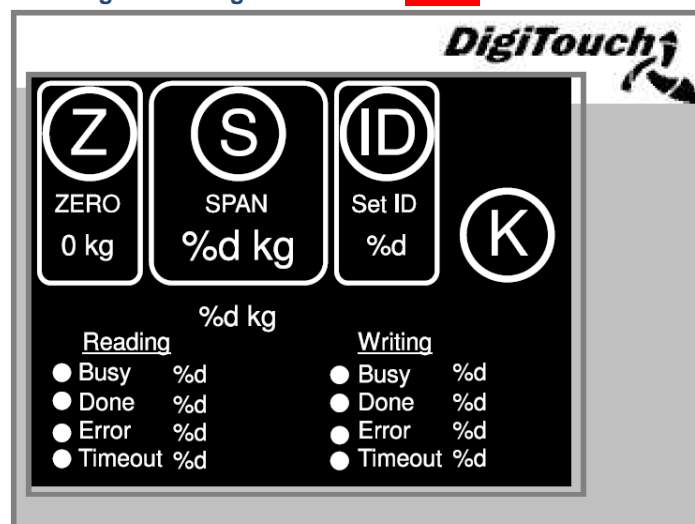 DigiTouch
Z S ID
ZERO SPAN Set ID
0 kg %d kg %d
K
%d kg
Reading Writing
Busy %d Busy %d
Done %d Done %d
Error %d Error %d
Timeout %d Timeout %d